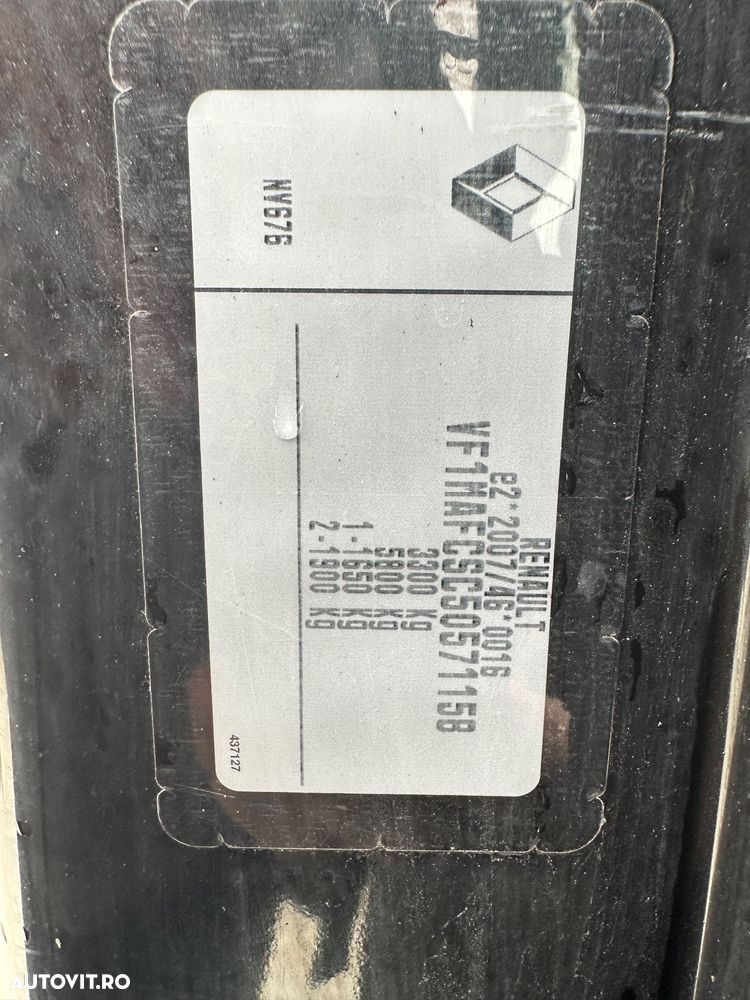 NV676
RENAULT
e2*2007/46*0016
VF1MAFCSC50571158
3300 kg
5800 kg
1-1650 kg
2-1900 kg
437127
AUTOVIT.RO